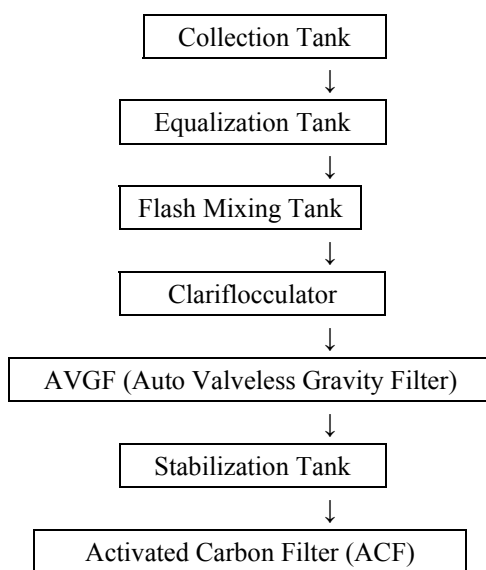 Collection Tank
↓
Equalization Tank
↓
Flash Mixing Tank
↓
Clariflocculator
↓
AVGF (Auto Valveless Gravity Filter)
↓
Stabilization Tank
↓
Activated Carbon Filter (ACF)